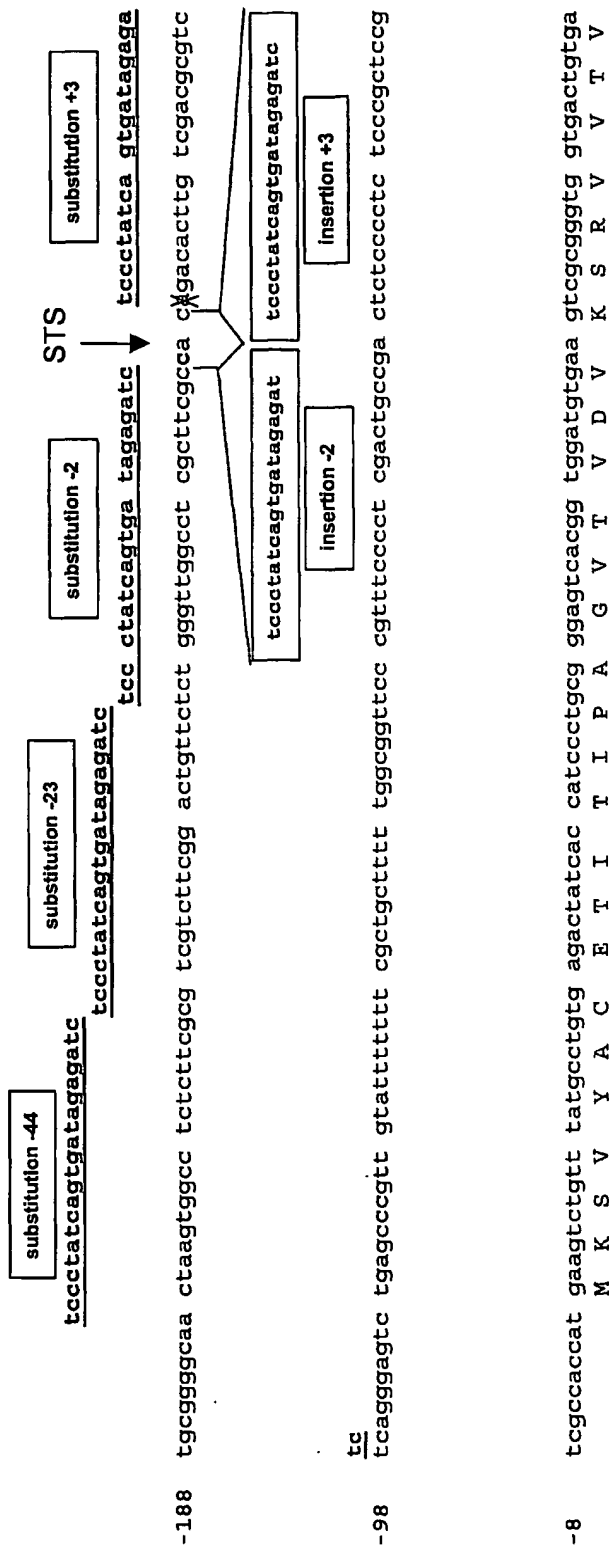 substitution -44
substitution -23
substitution -2
STS
substitution +3
tccctatcagtgatagagatc
tccctatcagtgatagagatc
tcc ctatcagtga tagagatc
tccctatca gtgatagaga
-188 tgcggggcaa ctaagtggcc tctcttcgcg tcgtcttcgg actgttctct gggttggcct cgcttcgcca cagacacttg tcgacgcgtc
tccctatcagtgatagagat
tccctatcagtgatagagatc
insertion -2
insertion +3
tc
-98 tcagggagtc tgagcccgtt gtattttttt cgctgctttt tggcggttcc cgtttcccct cgactgccga ctctcccctc tcccgctccg
-8 tcgccaccat gaagtctgtt tatgcctgtg agactatcac catccctgcg ggagtcacgg tggatgtgaa gtcgcgggtg gtgactgtga
M K S V Y A C E T I T I P A G V T V D V K S R V V T V